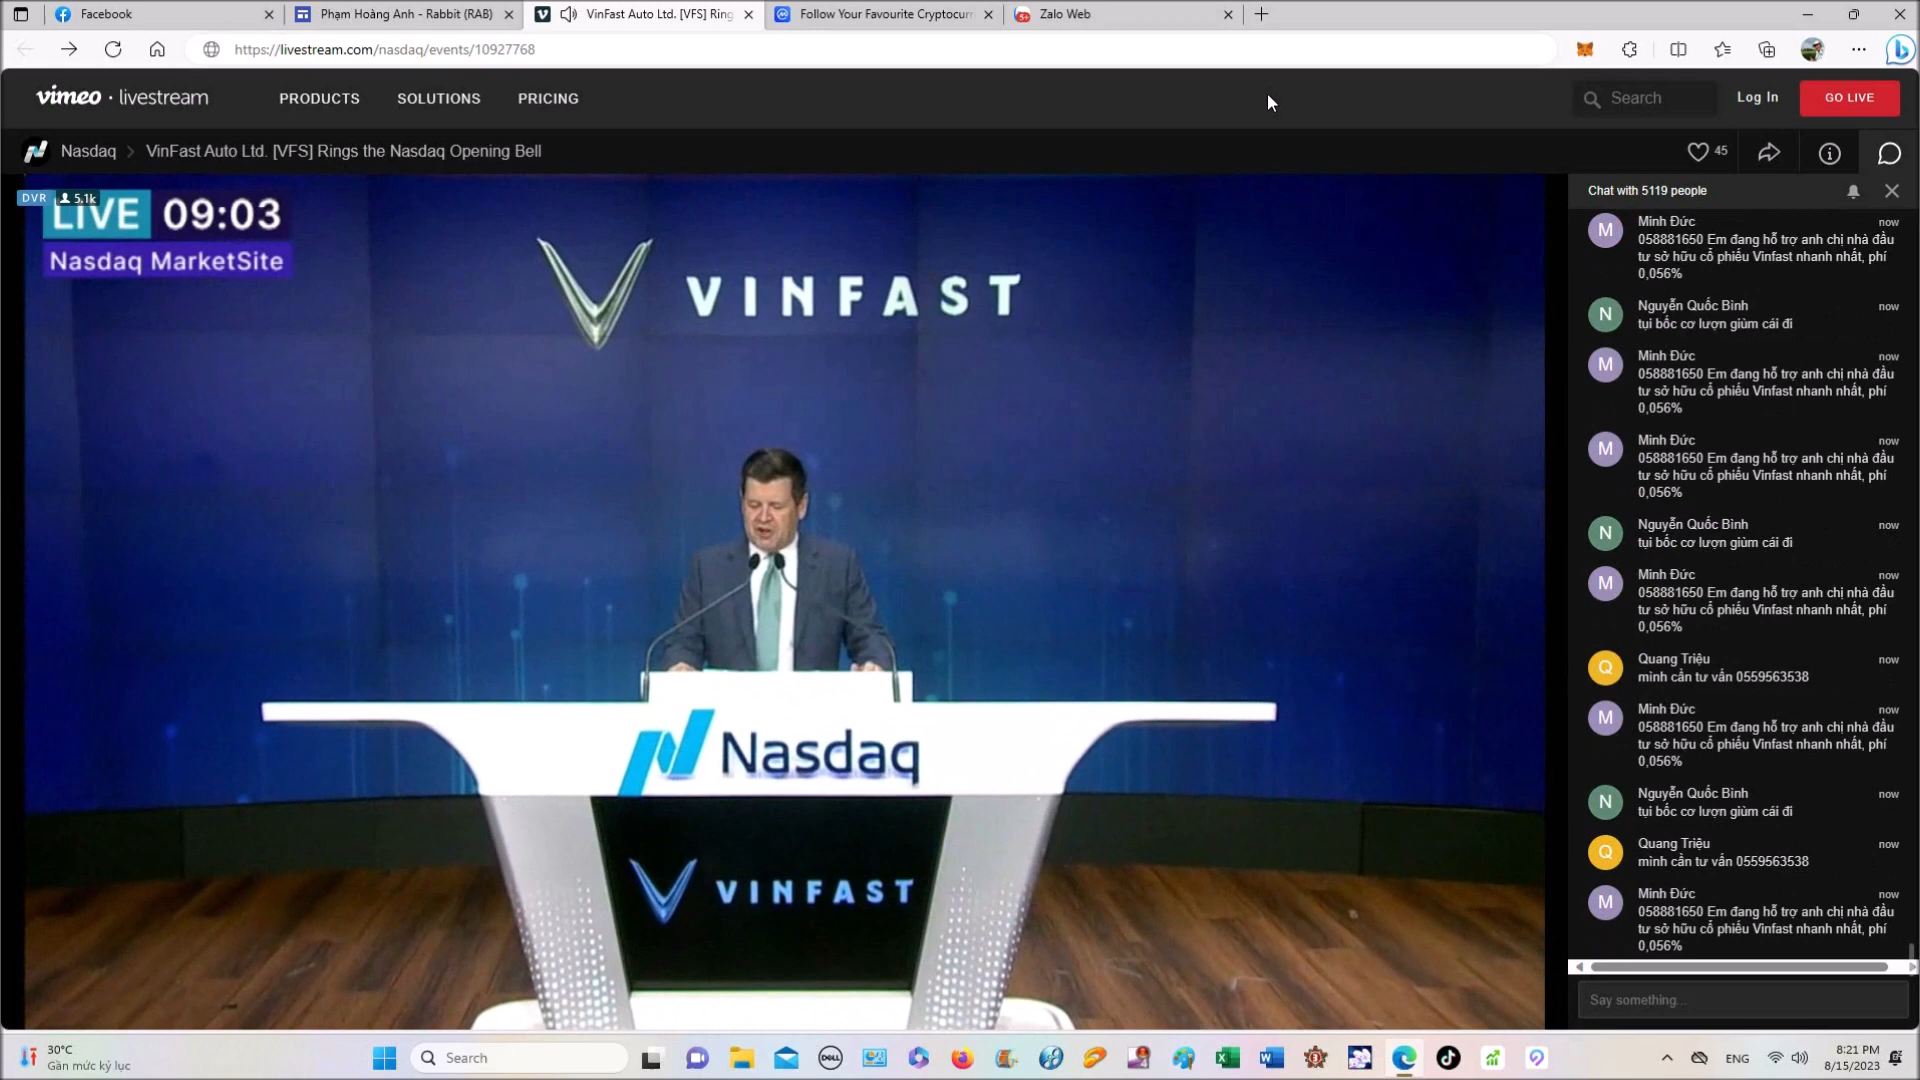 Facebook
Phạm Hoàng Anh - Rabbit (RAB)
VinFast Auto Ltd. [VFS] Ring
Follow Your Favourite Cryptocurr
Zalo Web
https://livestream.com/nasdaq/events/10927768
vimeo · livestream
PRODUCTS
SOLUTIONS
PRICING
Search
Log In
GO LIVE
Nasdaq > VinFast Auto Ltd. [VFS] Rings the Nasdaq Opening Bell
45
DVR 5.1k
LIVE 09:03
Nasdaq MarketSite
VINFAST
Nasdaq
VINFAST
Chat with 5119 people
M
Minh Đức now
058881650 Em đang hỗ trợ anh chị nhà đầu
tư sở hữu cổ phiếu Vinfast nhanh nhất, phí
0,056%
N
Nguyễn Quốc Bình now
tụi bốc cơ lượn giùm cái đi
M
Minh Đức now
058881650 Em đang hỗ trợ anh chị nhà đầu
tư sở hữu cổ phiếu Vinfast nhanh nhất, phí
0,056%
M
Minh Đức now
058881650 Em đang hỗ trợ anh chị nhà đầu
tư sở hữu cổ phiếu Vinfast nhanh nhất, phí
0,056%
N
Nguyễn Quốc Bình now
tụi bốc cơ lượn giùm cái đi
M
Minh Đức now
058881650 Em đang hỗ trợ anh chị nhà đầu
tư sở hữu cổ phiếu Vinfast nhanh nhất, phí
0,056%
Q
Quang Triệu now
mình cần tư vấn 0559563538
M
Minh Đức now
058881650 Em đang hỗ trợ anh chị nhà đầu
tư sở hữu cổ phiếu Vinfast nhanh nhất, phí
0,056%
N
Nguyễn Quốc Bình now
tụi bốc cơ lượn giùm cái đi
Q
Quang Triệu now
mình cần tư vấn 0559563538
M
Minh Đức now
058881650 Em đang hỗ trợ anh chị nhà đầu
tư sở hữu cổ phiếu Vinfast nhanh nhất, phí
0,056%
Say something...
30°C
Gần mức kỷ lục
Search
DELL
ENG
8:21 PM
8/15/2023